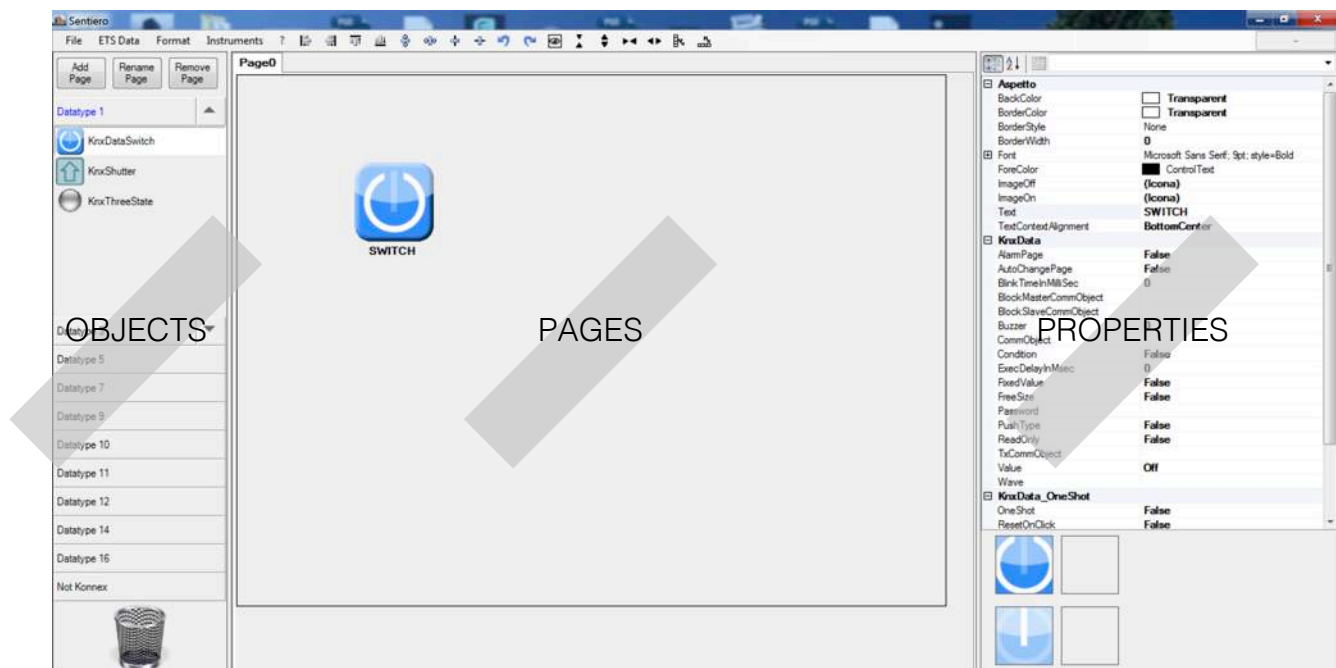 Sentiero
File ETS Data Format Instruments ?
Add Page Rename Page Remove Page
Page0
Datatype 1
KnxDataSwitch
KnxShutter
KnxThreeState
OBJECTS
Datatype 5
Datatype 7
Datatype 9
Datatype 10
Datatype 11
Datatype 12
Datatype 14
Datatype 16
Not Konnex
SWITCH
PAGES
Aspetto
BackColor Transparent
BorderColor Transparent
BorderStyle None
BorderWidth 0
Font Microsoft Sans Serif; 9pt; style=Bold
ForeColor ControlText
ImageOff (Icona)
ImageOn (Icona)
Text SWITCH
TextContextAlignment BottomCenter
KnxData
AlarmPage False
AutoChangePage False
BlinkTimeInMilliSec 0
BlockMasterCommObject
BlockSlaveCommObject
Buzzer
CommObject
PROPERTIES
Condition False
ExecDelayInMsec 0
FixedValue False
FreeSize False
Password
PushType False
ReadOnly False
TxCommObject
Value Off
Wave
KnxData_OneShot
OneShot False
ResetOnClick False